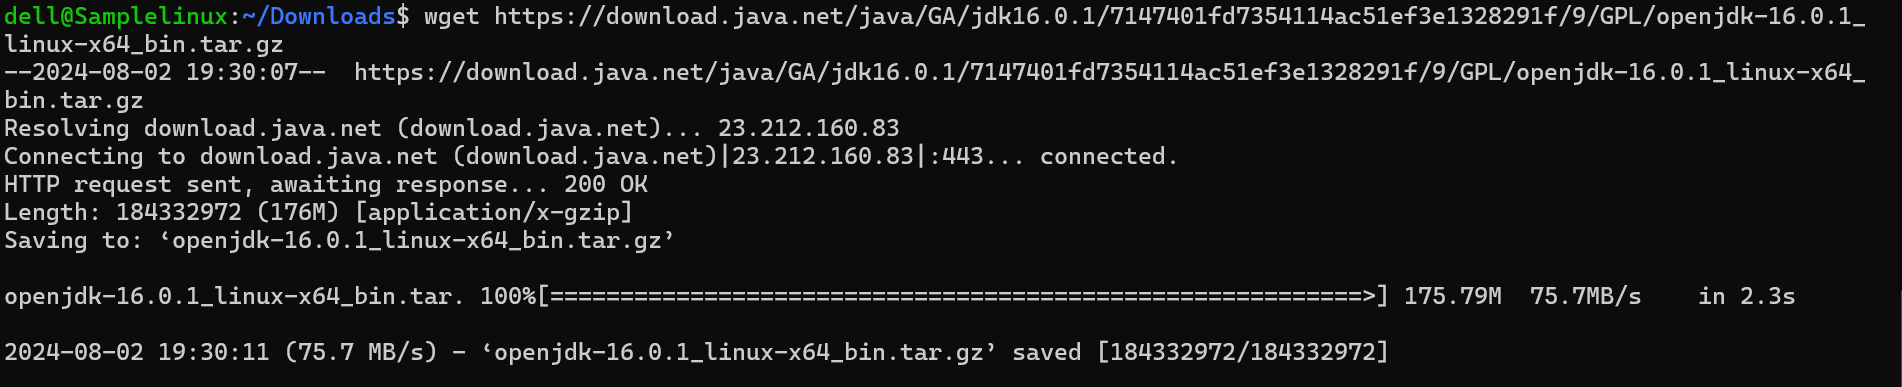 dell@Samplelinux:~/Downloads$ wget https://download.java.net/java/GA/jdk16.0.1/7147401fd7354114ac51ef3e1328291f/9/GPL/openjdk-16.0.1_
linux-x64_bin.tar.gz
--2024-08-02 19:30:07--  https://download.java.net/java/GA/jdk16.0.1/7147401fd7354114ac51ef3e1328291f/9/GPL/openjdk-16.0.1_linux-x64_
bin.tar.gz
Resolving download.java.net (download.java.net)... 23.212.160.83
Connecting to download.java.net (download.java.net)|23.212.160.83|:443... connected.
HTTP request sent, awaiting response... 200 OK
Length: 184332972 (176M) [application/x-gzip]
Saving to: ‘openjdk-16.0.1_linux-x64_bin.tar.gz’
openjdk-16.0.1_linux-x64_bin.tar. 100%[==========================================================>] 175.79M  75.7MB/s    in 2.3s
2024-08-02 19:30:11 (75.7 MB/s) - ‘openjdk-16.0.1_linux-x64_bin.tar.gz’ saved [184332972/184332972]